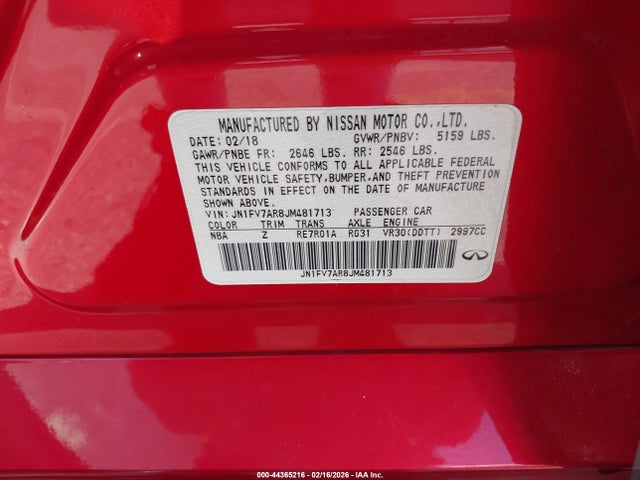 MANUFACTURED BY NISSAN MOTOR CO.,LTD.
DATE: 02/18 GVWR/PNBV: 5159 LBS.
GAWR/PNBE FR: 2646 LBS. RR: 2546 LBS.
THIS VEHICLE CONFORMS TO ALL APPLICABLE FEDERAL
MOTOR VEHICLE SAFETY, BUMPER, AND THEFT PREVENTION
STANDARDS IN EFFECT ON THE DATE OF MANUFACTURE
SHOWN ABOVE.
VIN: JN1FV7AR8JM481713 PASSENGER CAR
COLOR TRIM TRANS AXLE ENGINE
NBA Z RE7R01A RG31 VR30(DDTT) 2997CC
JN1FV7AR8JM481713
000-44365216 - 02/16/2026 - IAA Corp.